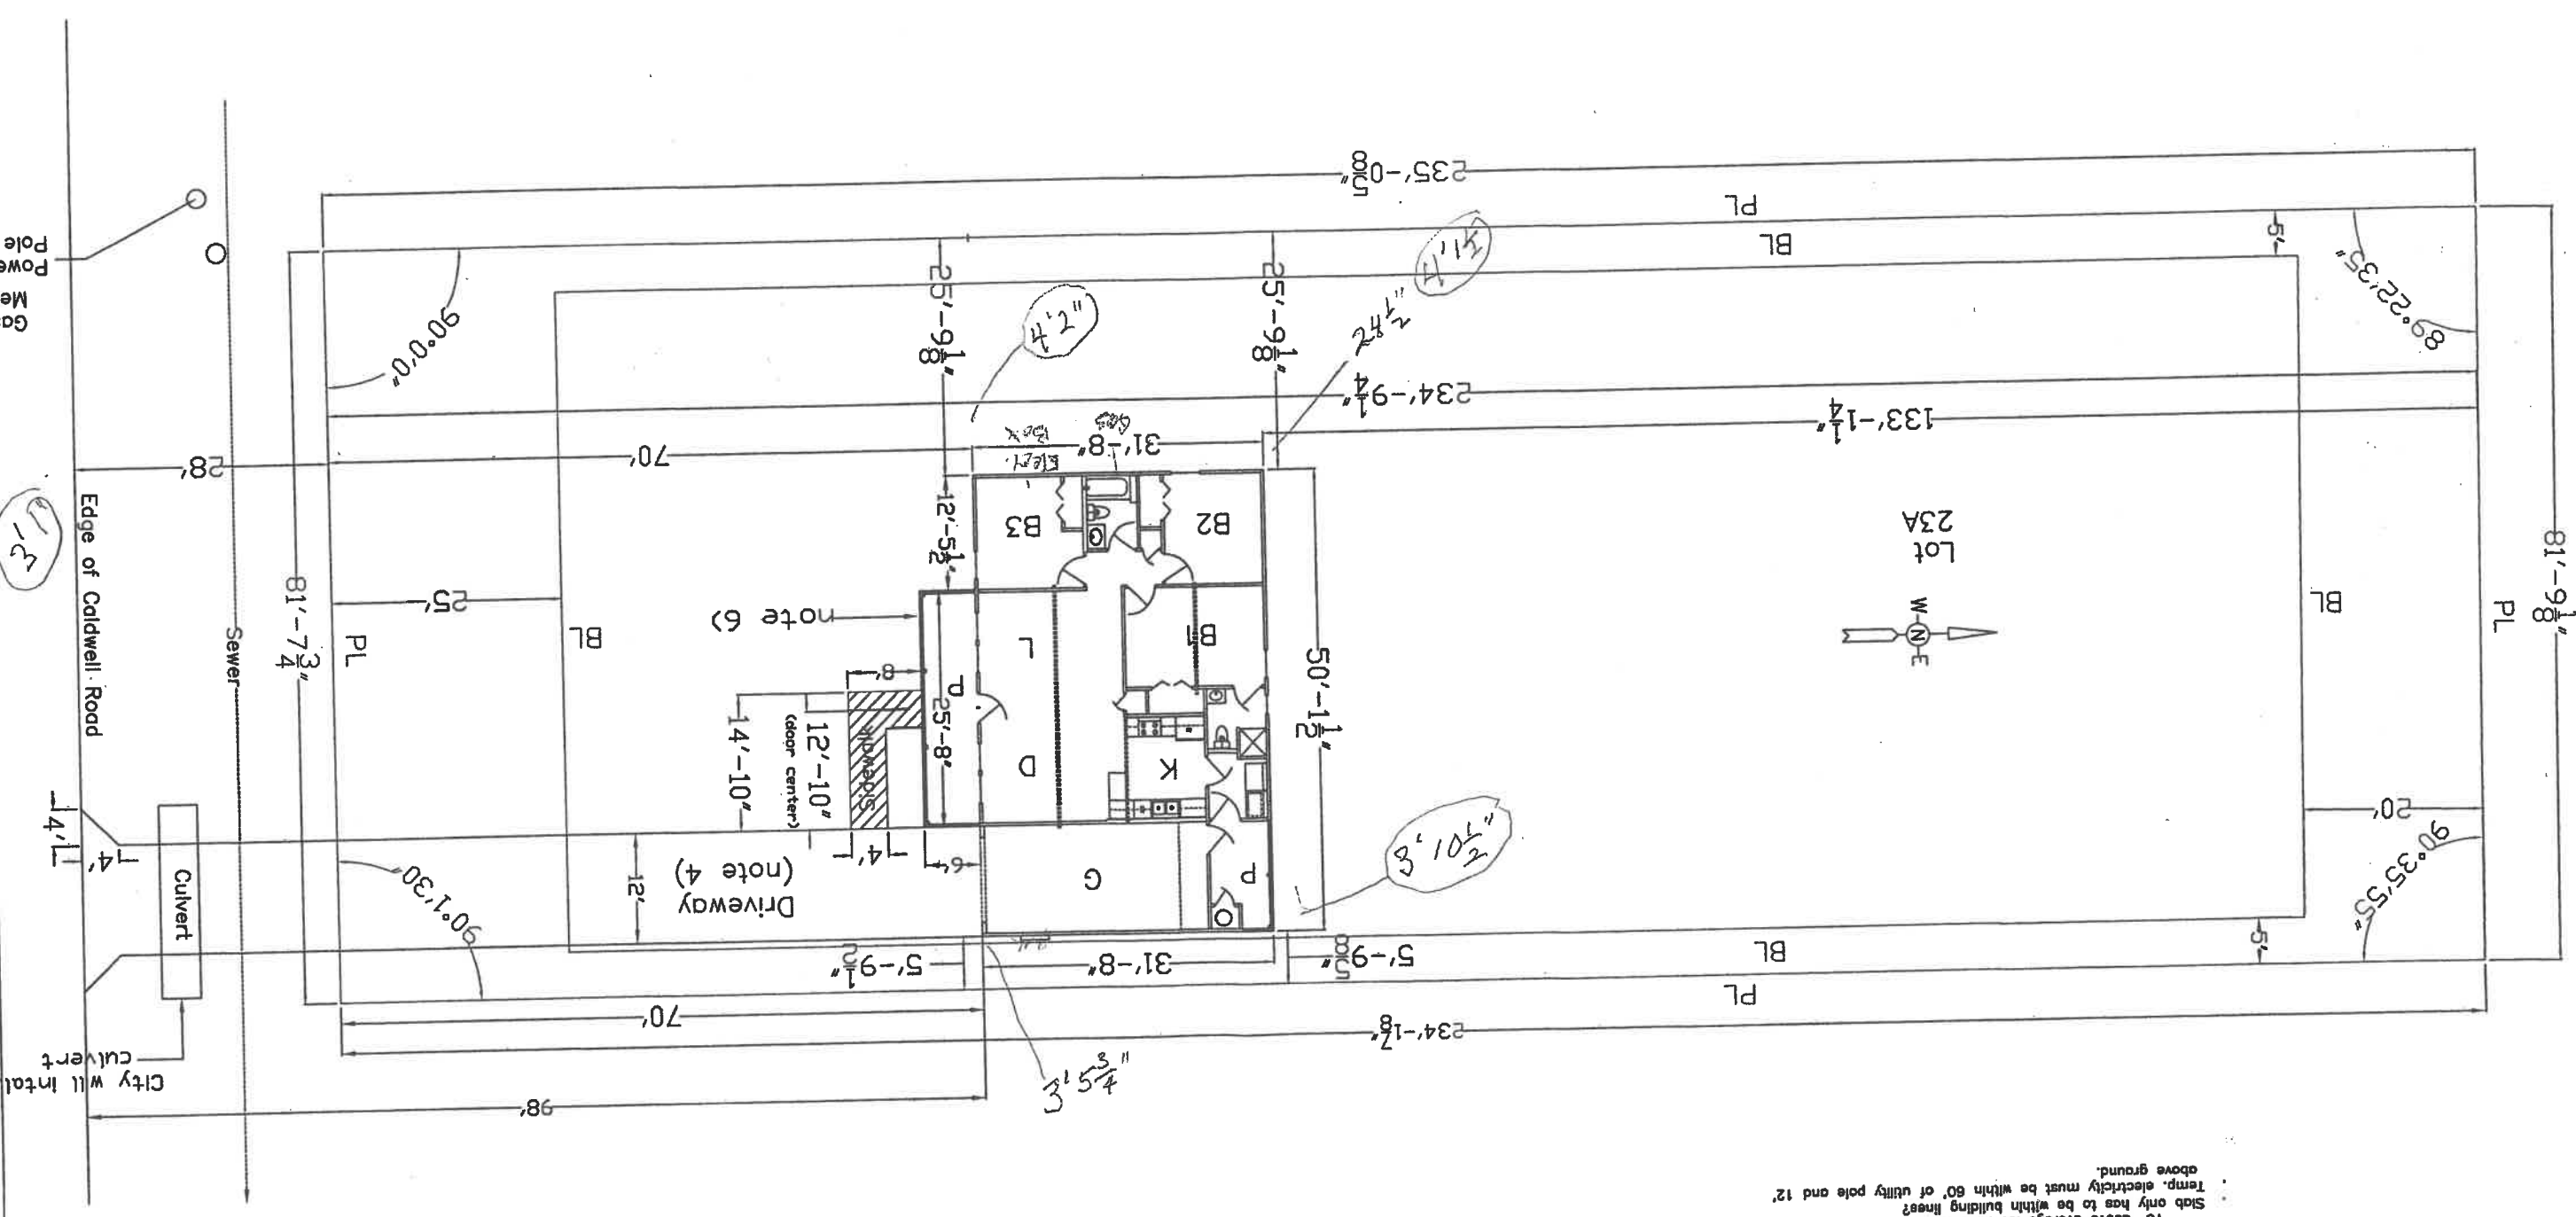 Slab only has to be within building lines?
Temp. electricity must be within 60' of utility pole and 12'
above ground.
98'
City will intal
culvert
3' 5 3/4"
234'-1 7/8"
70'
PL
5'-9 1/2"
31'-8"
5'-9 5/8"
BL
5'
90°35'55"
90°1'30"
Culvert
4'
4'
12'
Driveway
(note 4)
6'
4'
G
P
3' 10 1/2"
20'
14'-10"
12'-10"
(door center)
Sidewalk
8'
25'-8"
P
D
K
L
B1
50'-1 1/2"
note 6)
81'-7 3/4"
PL
25'
BL
Sewer
Edge of Caldwell Road
W N E
Lot
23A
BL
PL
81'-9 1/8"
12'-5 1/2"
B3
B2
3'-1"
28'
70'
Elect.
Box
Gas
31'-8"
133'-1 1/4"
234'-9 1/4"
90°0'0"
25'-9 1/8"
4'2"
25'-9 1/8"
24 1/2"
4' 1 1/2
89°22'35"
5'
BL
PL
235'-0 5/8"
Pole